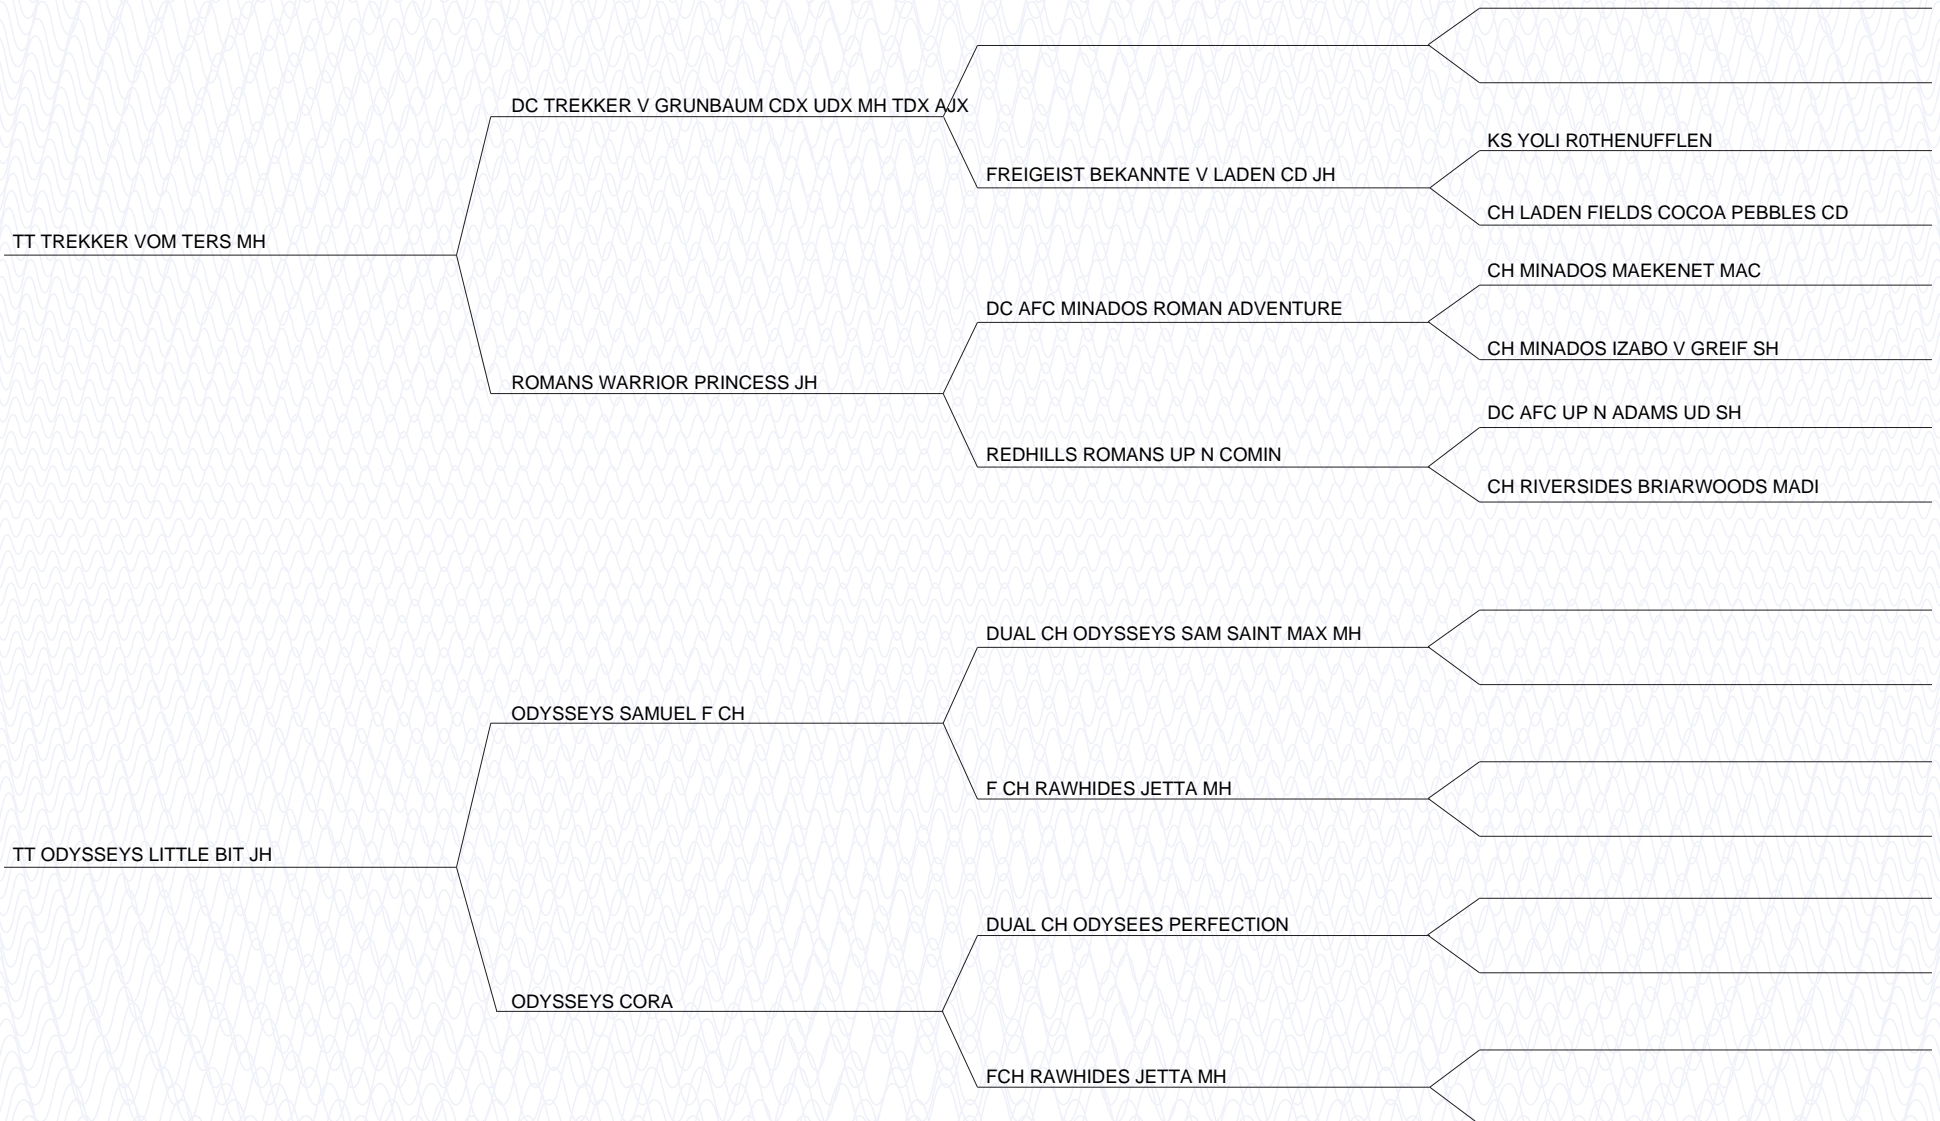 DC TREKKER V GRUNBAUM CDX UDX MH TDX AJX
KS YOLI R0THENUFFLEN
FREIGEIST BEKANNTE V LADEN CD JH
CH LADEN FIELDS COCOA PEBBLES CD
TT TREKKER VOM TERS MH
CH MINADOS MAEKENET MAC
DC AFC MINADOS ROMAN ADVENTURE
CH MINADOS IZABO V GREIF SH
ROMANS WARRIOR PRINCESS JH
DC AFC UP N ADAMS UD SH
REDHILLS ROMANS UP N COMIN
CH RIVERSIDES BRIARWOODS MADI
DUAL CH ODYSSEYS SAM SAINT MAX MH
ODYSSEYS SAMUEL F CH
F CH RAWHIDES JETTA MH
TT ODYSSEYS LITTLE BIT JH
DUAL CH ODYSEES PERFECTION
ODYSSEYS CORA
FCH RAWHIDES JETTA MH